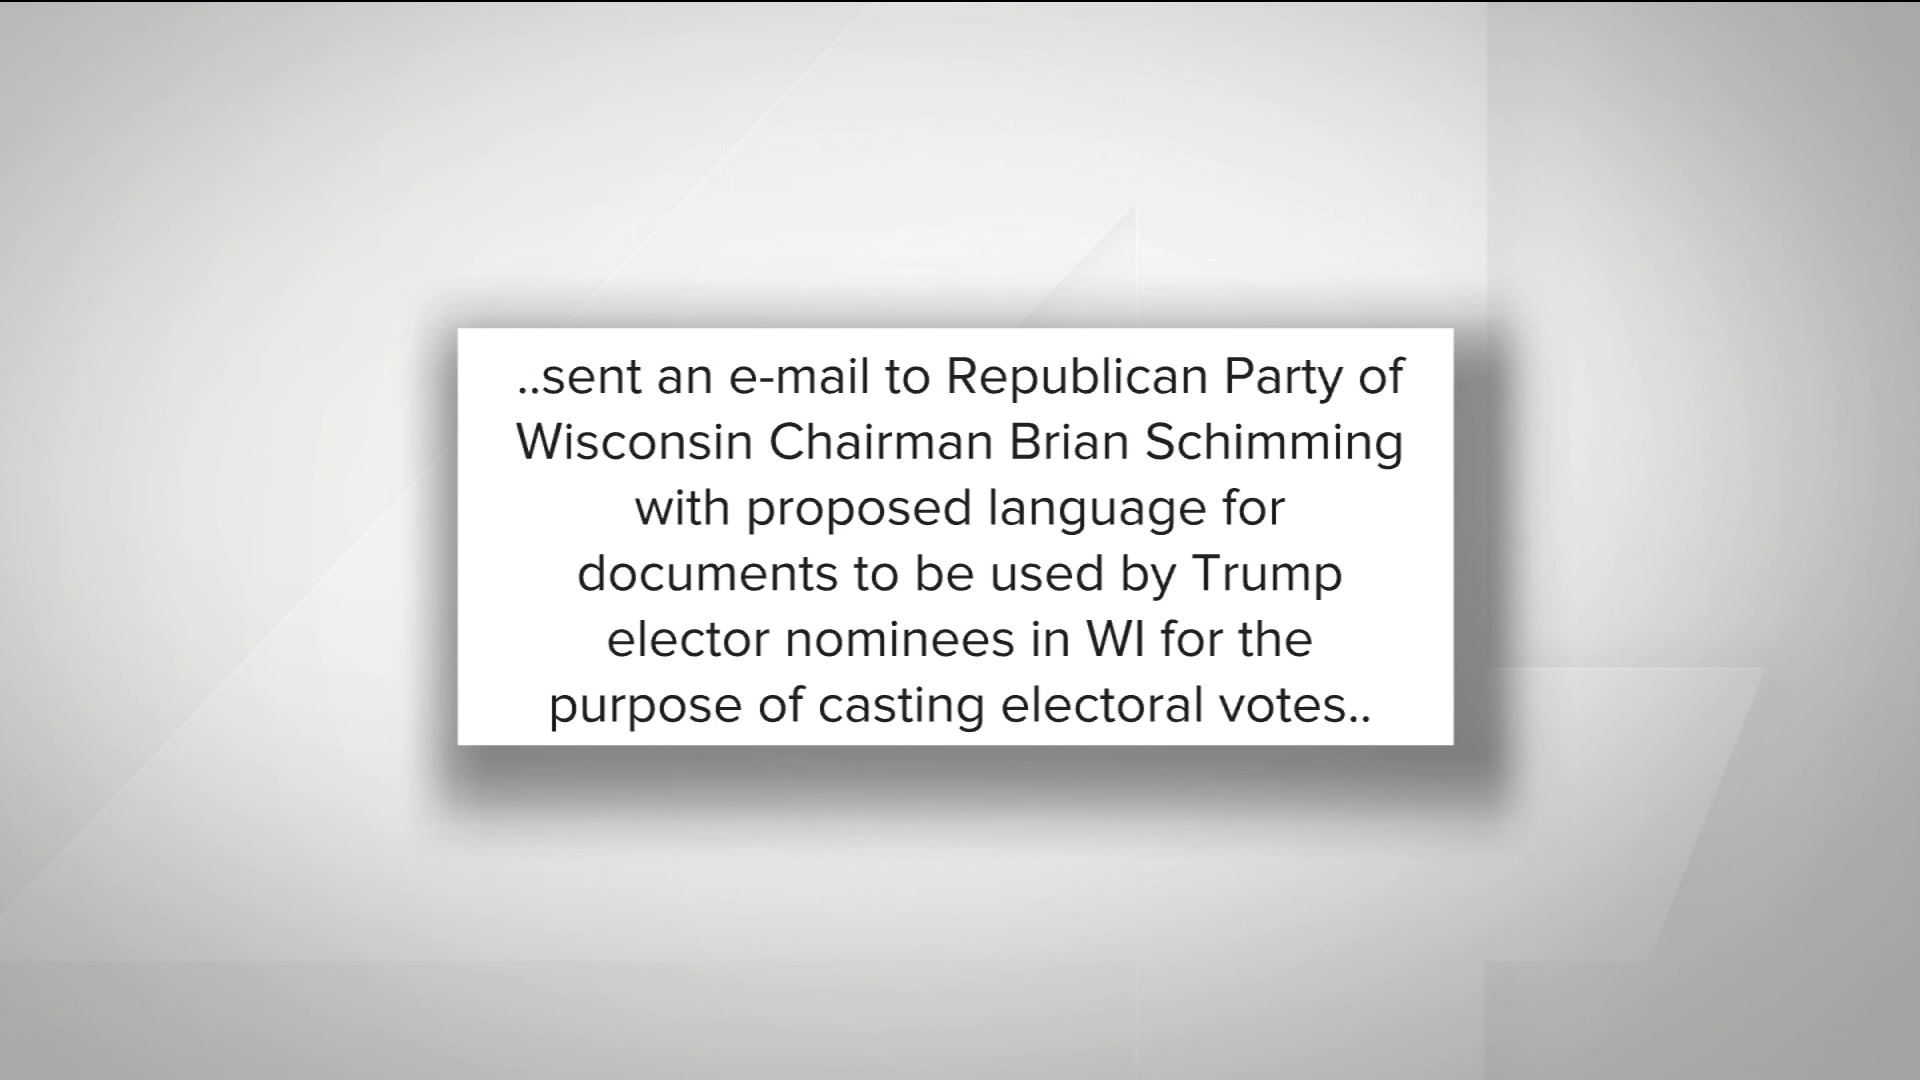 ..sent an e-mail to Republican Party of
Wisconsin Chairman Brian Schimming
with proposed language for
documents to be used by Trump
elector nominees in WI for the
purpose of casting electoral votes..